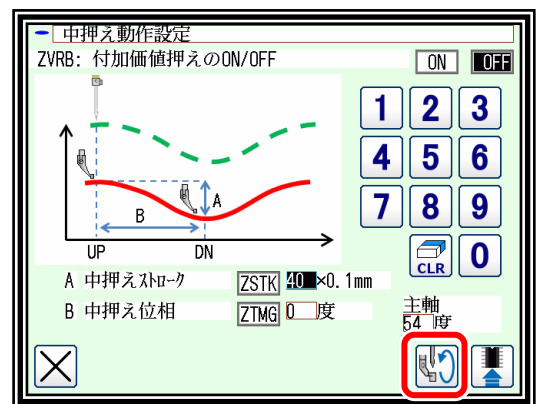 中押え動作設定
ZVRB: 付加価値押えのON/OFF ON OFF
1 2 3
4 5 6
A
B
7 8 9
UP DN
CLR 0
A 中押えストローク ZSTK 40 ×0.1mm
B 中押え位相 ZTMG 0 度
主軸
54 度